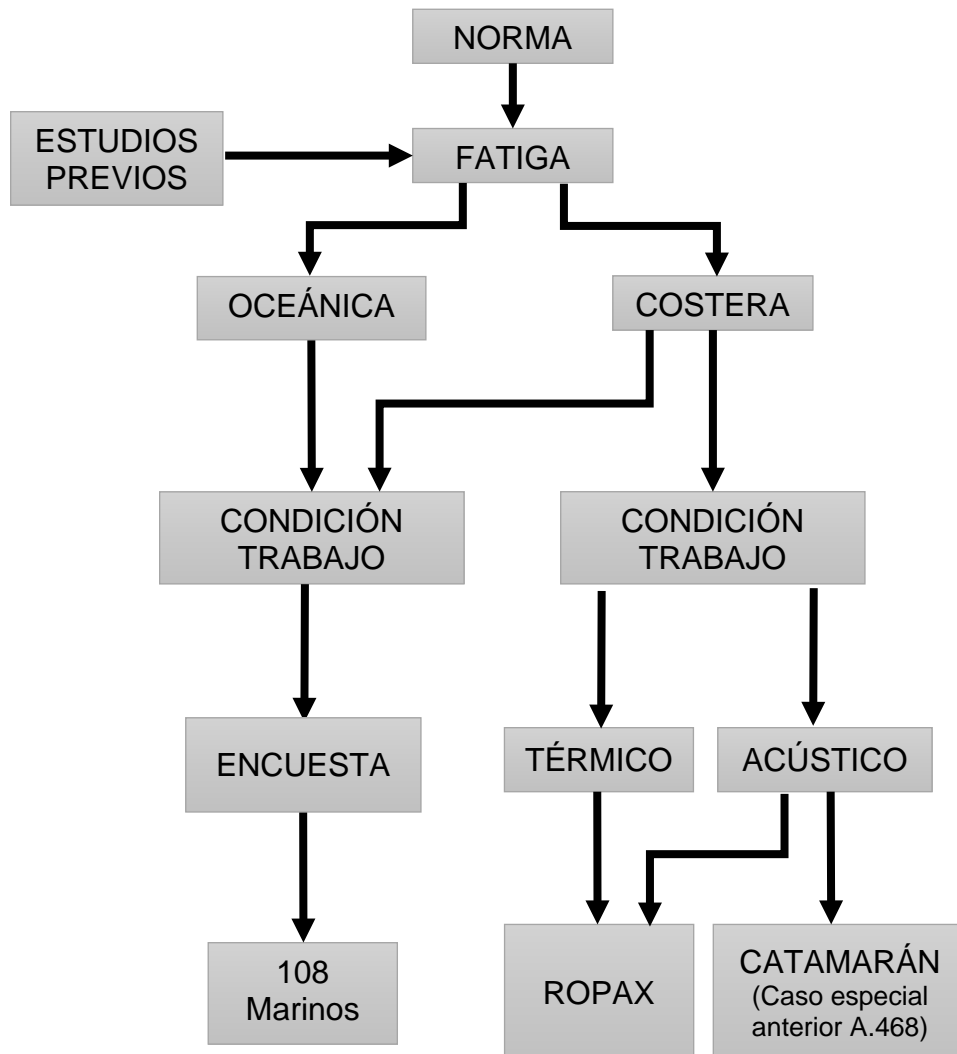 NORMA
ESTUDIOS
PREVIOS
FATIGA
OCEÁNICA
COSTERA
CONDICIÓN
TRABAJO
CONDICIÓN
TRABAJO
ENCUESTA
TÉRMICO
ACÚSTICO
108
Marinos
ROPAX
CATAMARÁN
(Caso especial
anterior A.468)